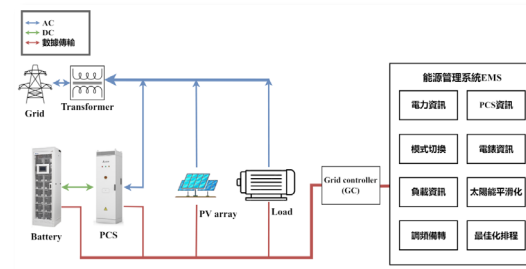 AC
DC
數據傳輸
Grid
Transformer
Battery
PCS
PV array
Load
Grid controller
(GC)
能源管理系統EMS
電力資訊
PCS資訊
模式切換
電錶資訊
負載資訊
太陽能平滑化
調頻備轉
最佳化排程